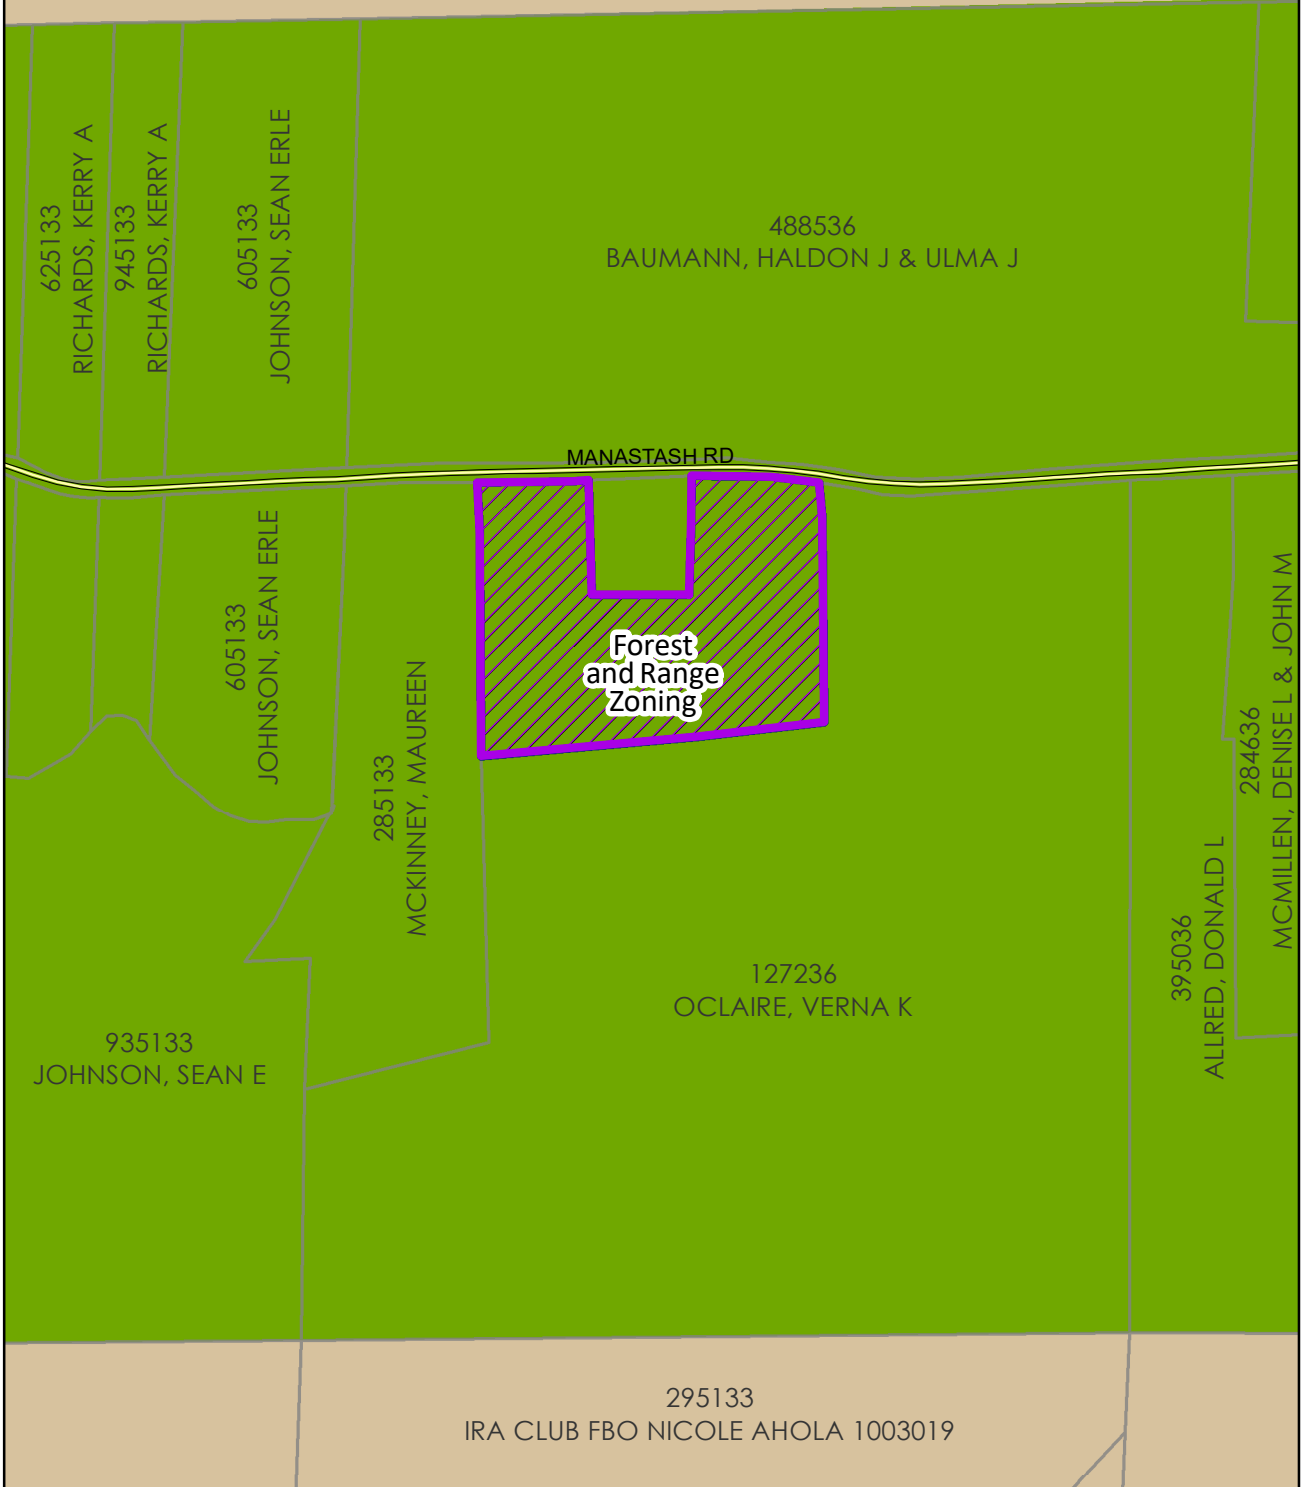 625133
RICHARDS, KERRY A
945133
RICHARDS, KERRY A
605133
JOHNSON, SEAN ERLE
488536
BAUMANN, HALDON J & ULMA J
MANASTASH RD
605133
JOHNSON, SEAN ERLE
285133
MCKINNEY, MAUREEN
Forest
and Range
Zoning
284636
MCMILLEN, DENISE L & JOHN M
395036
ALLRED, DONALD L
127236
OCLAIRE, VERNA K
935133
JOHNSON, SEAN E
295133
IRA CLUB FBO NICOLE AHOLA 1003019